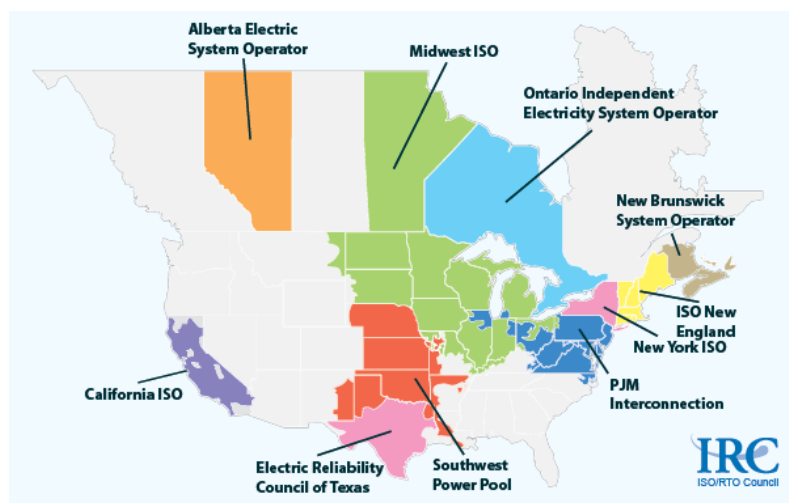 Alberta Electric
System Operator
Midwest ISO
Ontario Independent
Electricity System Operator
New Brunswick
System Operator
ISO New
England
New York ISO
PJM
Interconnection
California ISO
Electric Reliability
Council of Texas
Southwest
Power Pool
IRC
ISO/RTO Council